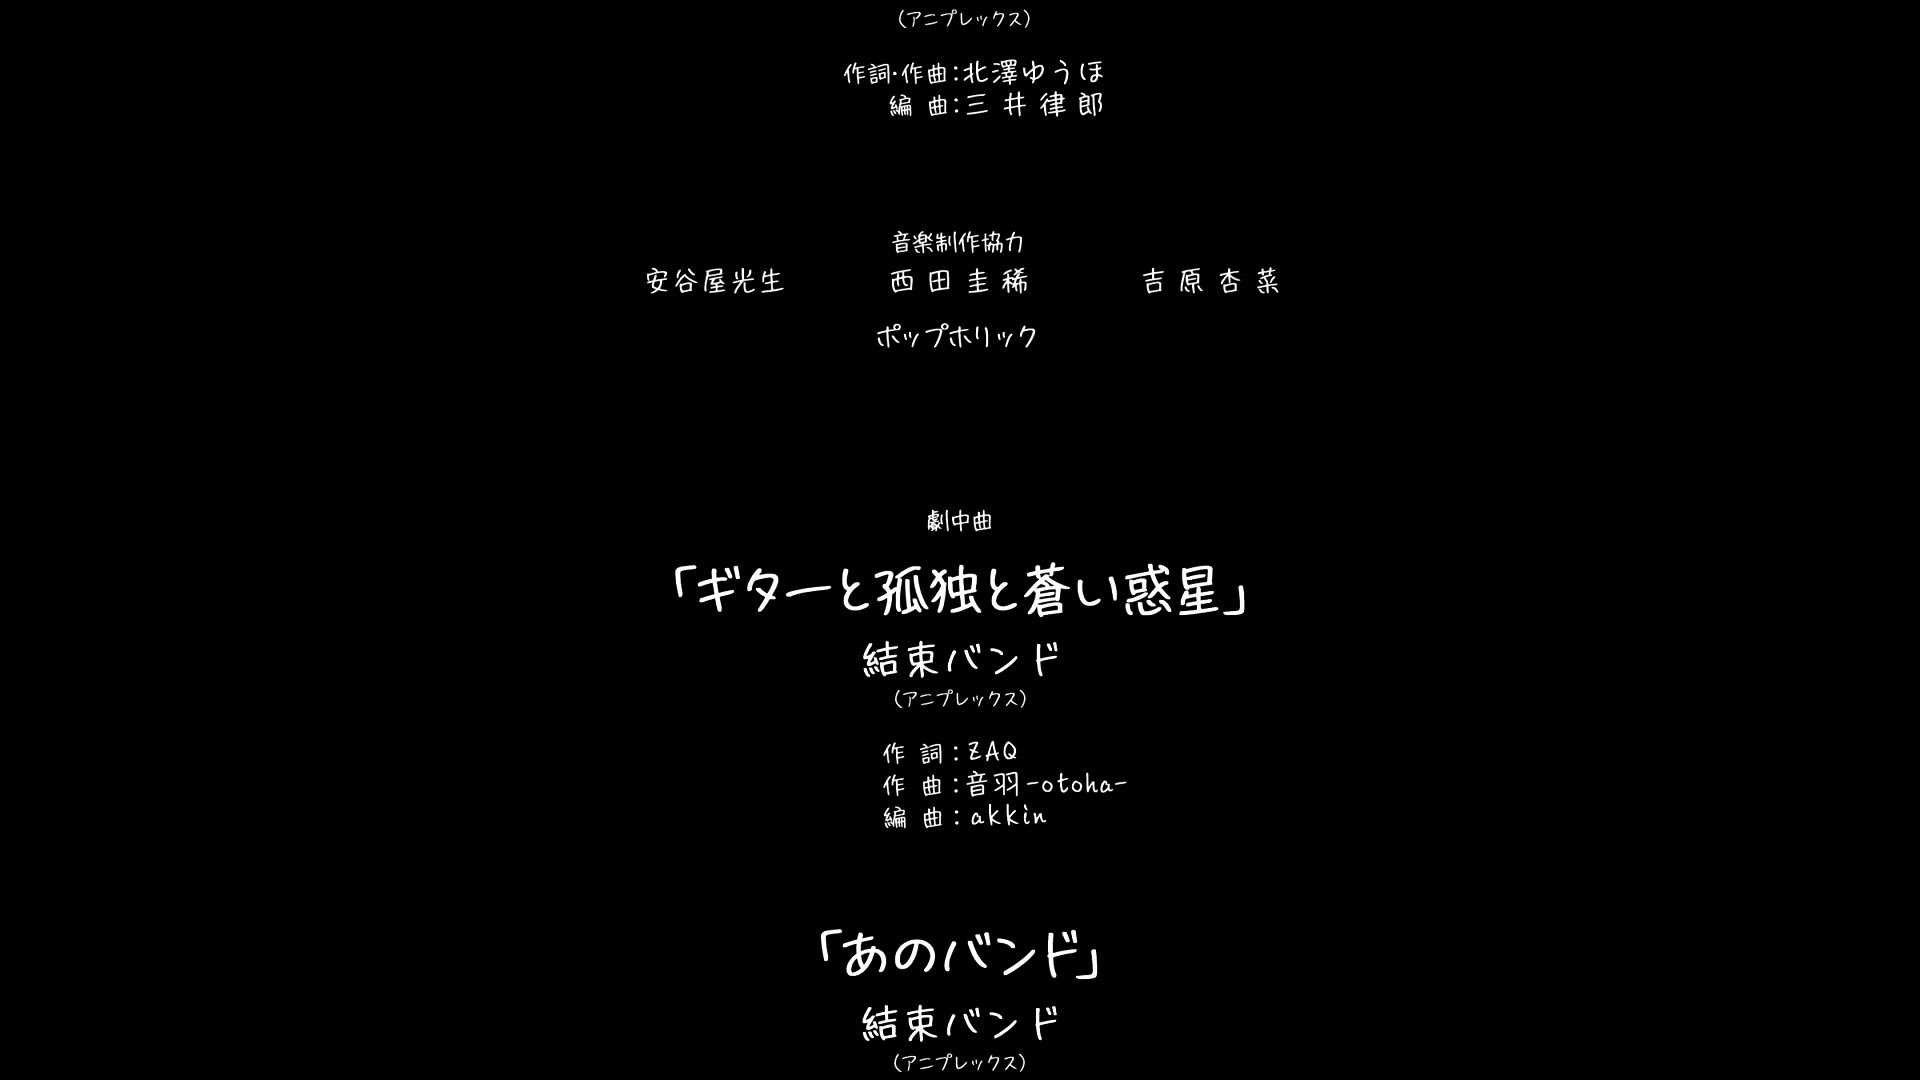 （アニプレックス）
作詞・作曲：北澤ゆうほ
編 曲：三 井 律 郎
音楽制作協力
安谷屋光生 西 田 圭 稀 吉 原 杏 菜
ポップホリック
劇中曲
「ギターと孤独と蒼い惑星」
結束バンド
（アニプレックス）
作 詞：ZAQ
作 曲：音羽-otoha-
編 曲：akkin
「あのバンド」
結束バンド
（アニプレックス）